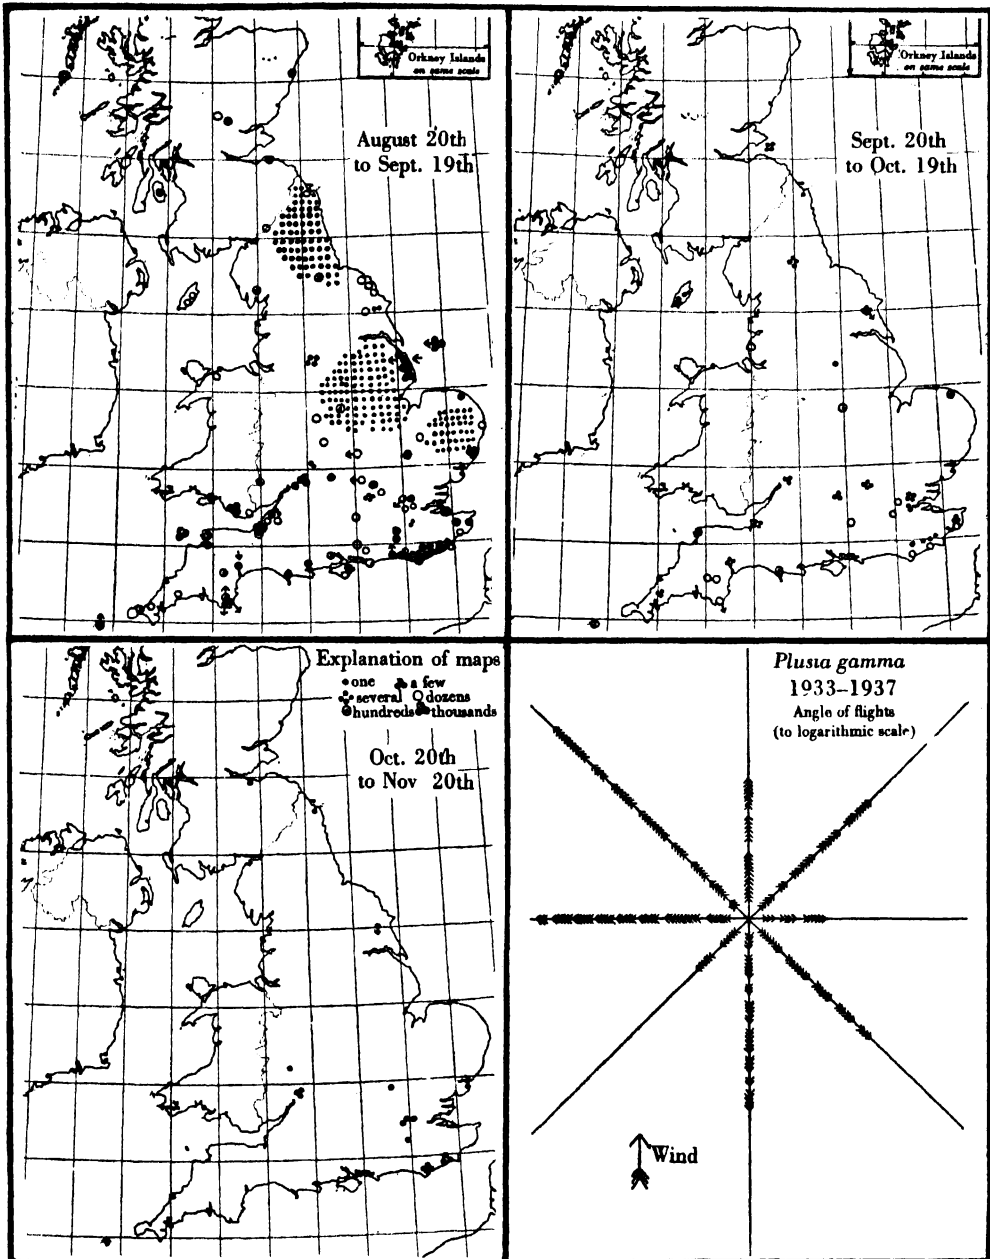 Orkney Islands
on same scale
August 20th
to Sept. 19th
Orkney Islands
on same scale
Sept. 20th
to Oct. 19th
Explanation of maps
one a few
several dozens
hundreds thousands
Oct. 20th
to Nov 20th
Plusia gamma
1933–1937
Angle of flights
(to logarithmic scale)
Wind